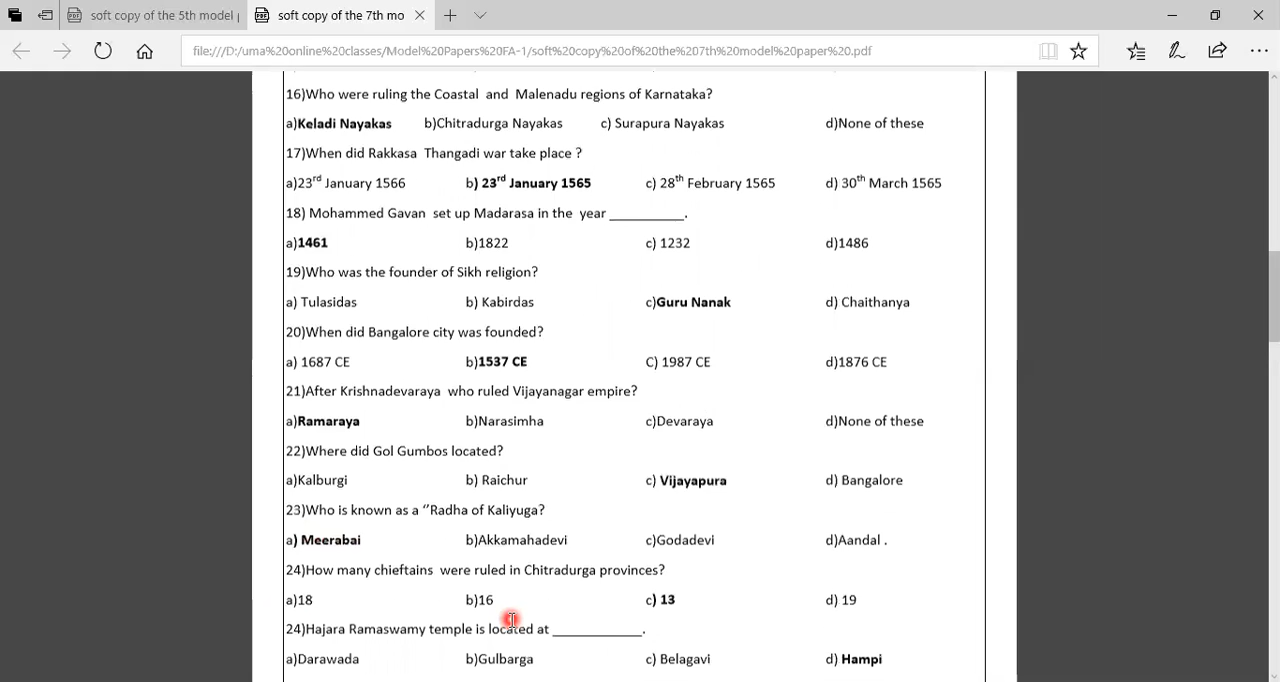 soft copy of the 5th model
soft copy of the 7th mo
file:///D:/uma%20online%20classes/Model%20Papers%20FA-1/soft%20copy%20of%20the%207th%20model%20paper%20.pdf
16)Who were ruling the Coastal and Malenadu regions of Karnataka?
a)Keladi Nayakas b)Chitradurga Nayakas c) Surapura Nayakas d)None of these
17)When did Rakkasa Thangadi war take place ?
a)23rd January 1566 b) 23rd January 1565 c) 28th February 1565 d) 30th March 1565
18) Mohammed Gavan set up Madarasa in the year ___________.
a)1461 b)1822 c) 1232 d)1486
19)Who was the founder of Sikh religion?
a) Tulasidas b) Kabirdas c)Guru Nanak d) Chaithanya
20)When did Bangalore city was founded?
a) 1687 CE b)1537 CE C) 1987 CE d)1876 CE
21)After Krishnadevaraya who ruled Vijayanagar empire?
a)Ramaraya b)Narasimha c)Devaraya d)None of these
22)Where did Gol Gumbos located?
a)Kalburgi b) Raichur c) Vijayapura d) Bangalore
23)Who is known as a ‘’Radha of Kaliyuga?
a) Meerabai b)Akkamahadevi c)Godadevi d)Aandal .
24)How many chieftains were ruled in Chitradurga provinces?
a)18 b)16 c) 13 d) 19
24)Hajara Ramaswamy temple is located at _____________.
a)Darawada b)Gulbarga c) Belagavi d) Hampi